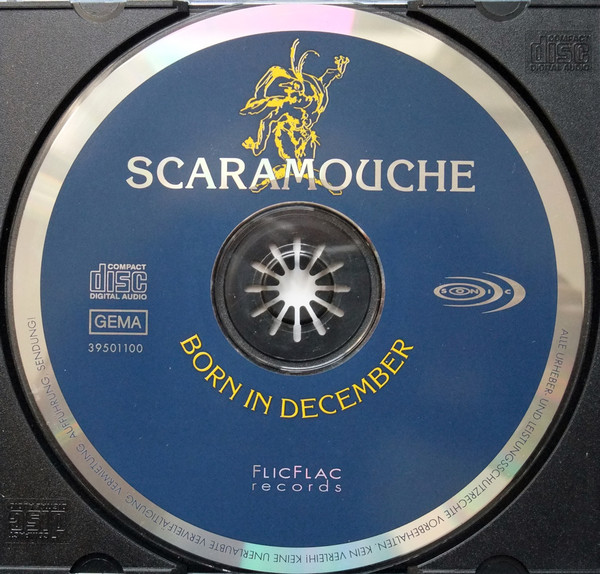 COMPACT
disc
DIGITAL AUDIO
SCARAMOUCHE
COMPACT
disc
DIGITAL AUDIO
SONIC
GEMA
39501100
BORN IN DECEMBER
FLICFLAC
records
ALLE URHEBER- UND LEISTUNGSSCHUTZRECHTE VORBEHALTEN. KEIN VERLEIH! KEINE UNERLAUBTE VERVIELFÄLTIGUNG, VERMIETUNG, AUFFÜHRUNG, SENDUNG!